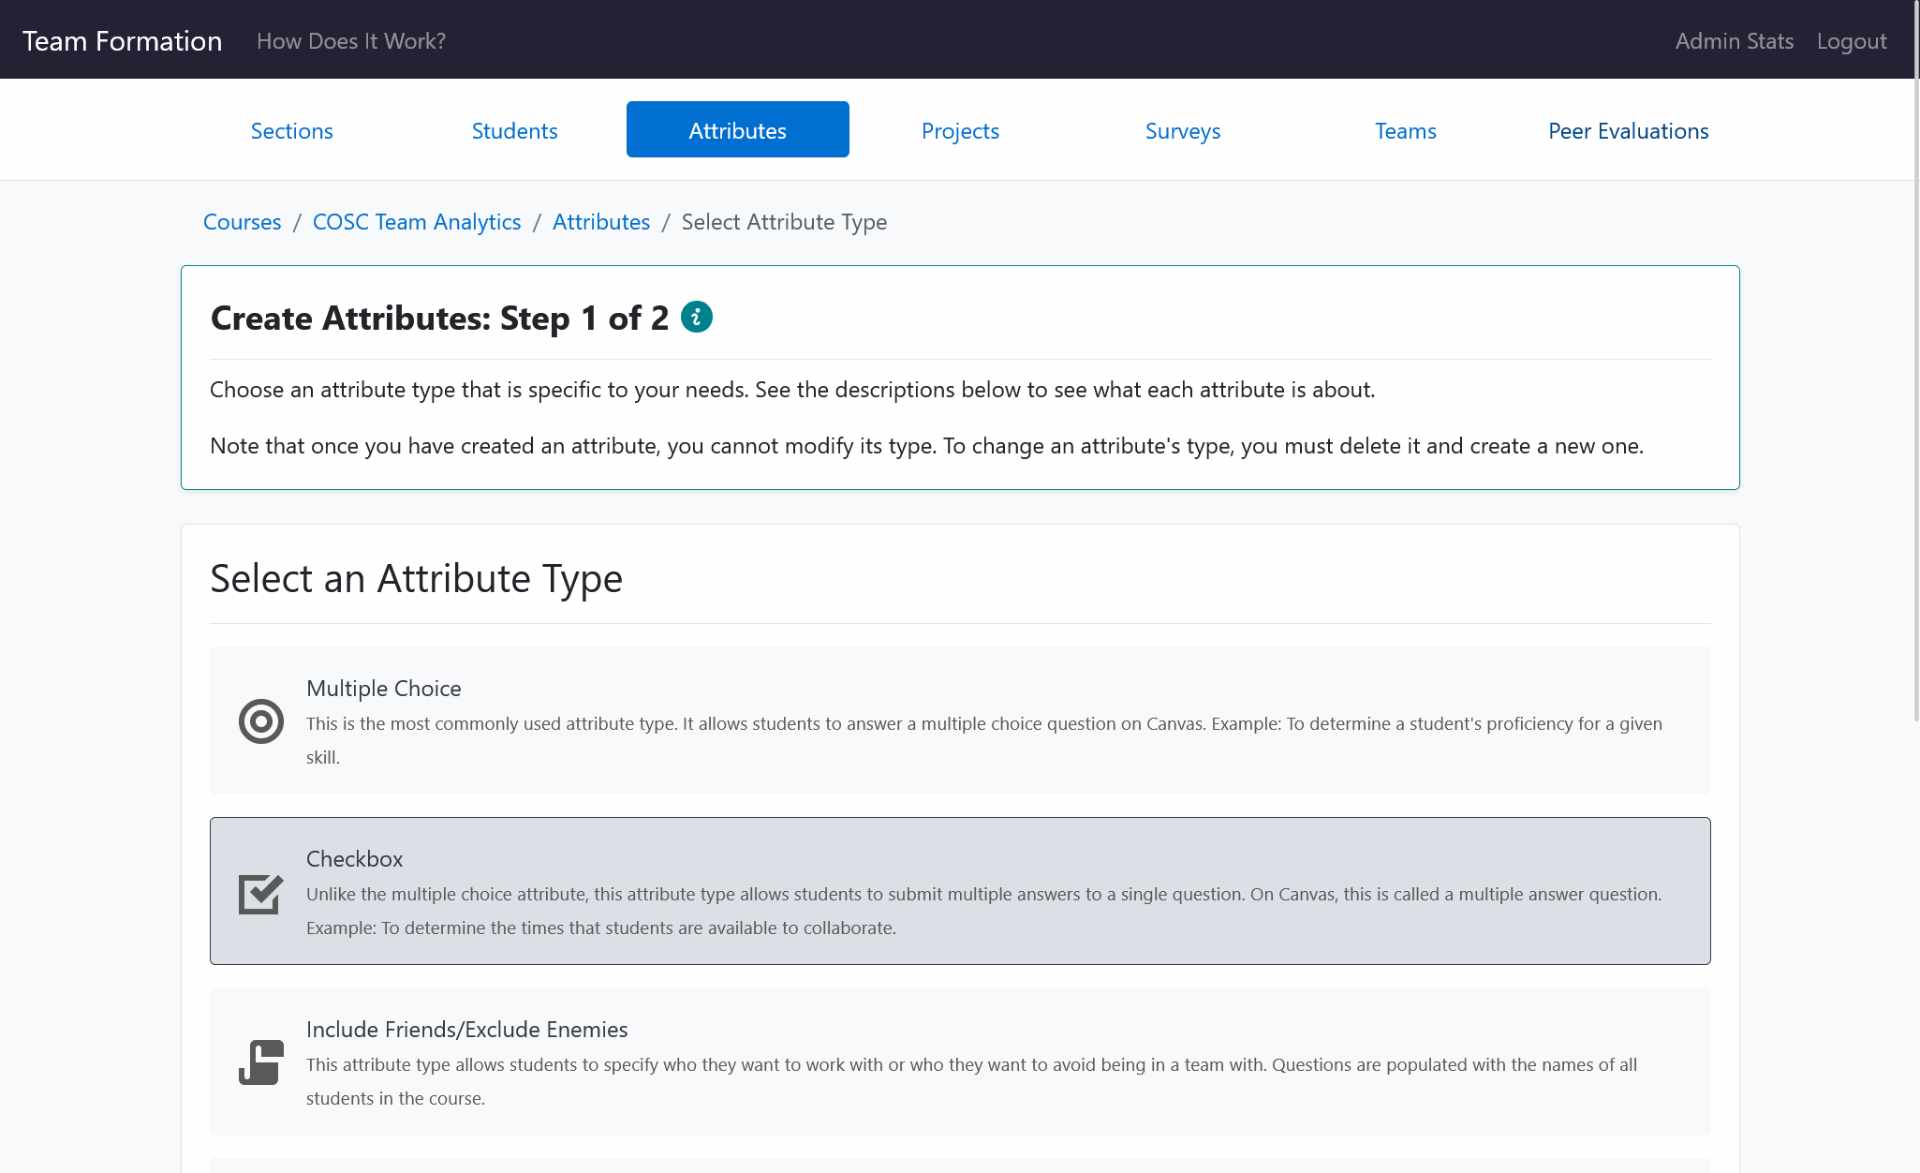 Team Formation How Does It Work? Admin Stats Logout
Sections Students Attributes Projects Surveys Teams Peer Evaluations
Courses / COSC Team Analytics / Attributes / Select Attribute Type
Create Attributes: Step 1 of 2
Choose an attribute type that is specific to your needs. See the descriptions below to see what each attribute is about.
Note that once you have created an attribute, you cannot modify its type. To change an attribute's type, you must delete it and create a new one.
Select an Attribute Type
Multiple Choice
This is the most commonly used attribute type. It allows students to answer a multiple choice question on Canvas. Example: To determine a student's proficiency for a given
skill.
Checkbox
Unlike the multiple choice attribute, this attribute type allows students to submit multiple answers to a single question. On Canvas, this is called a multiple answer question.
Example: To determine the times that students are available to collaborate.
Include Friends/Exclude Enemies
This attribute type allows students to specify who they want to work with or who they want to avoid being in a team with. Questions are populated with the names of all
students in the course.